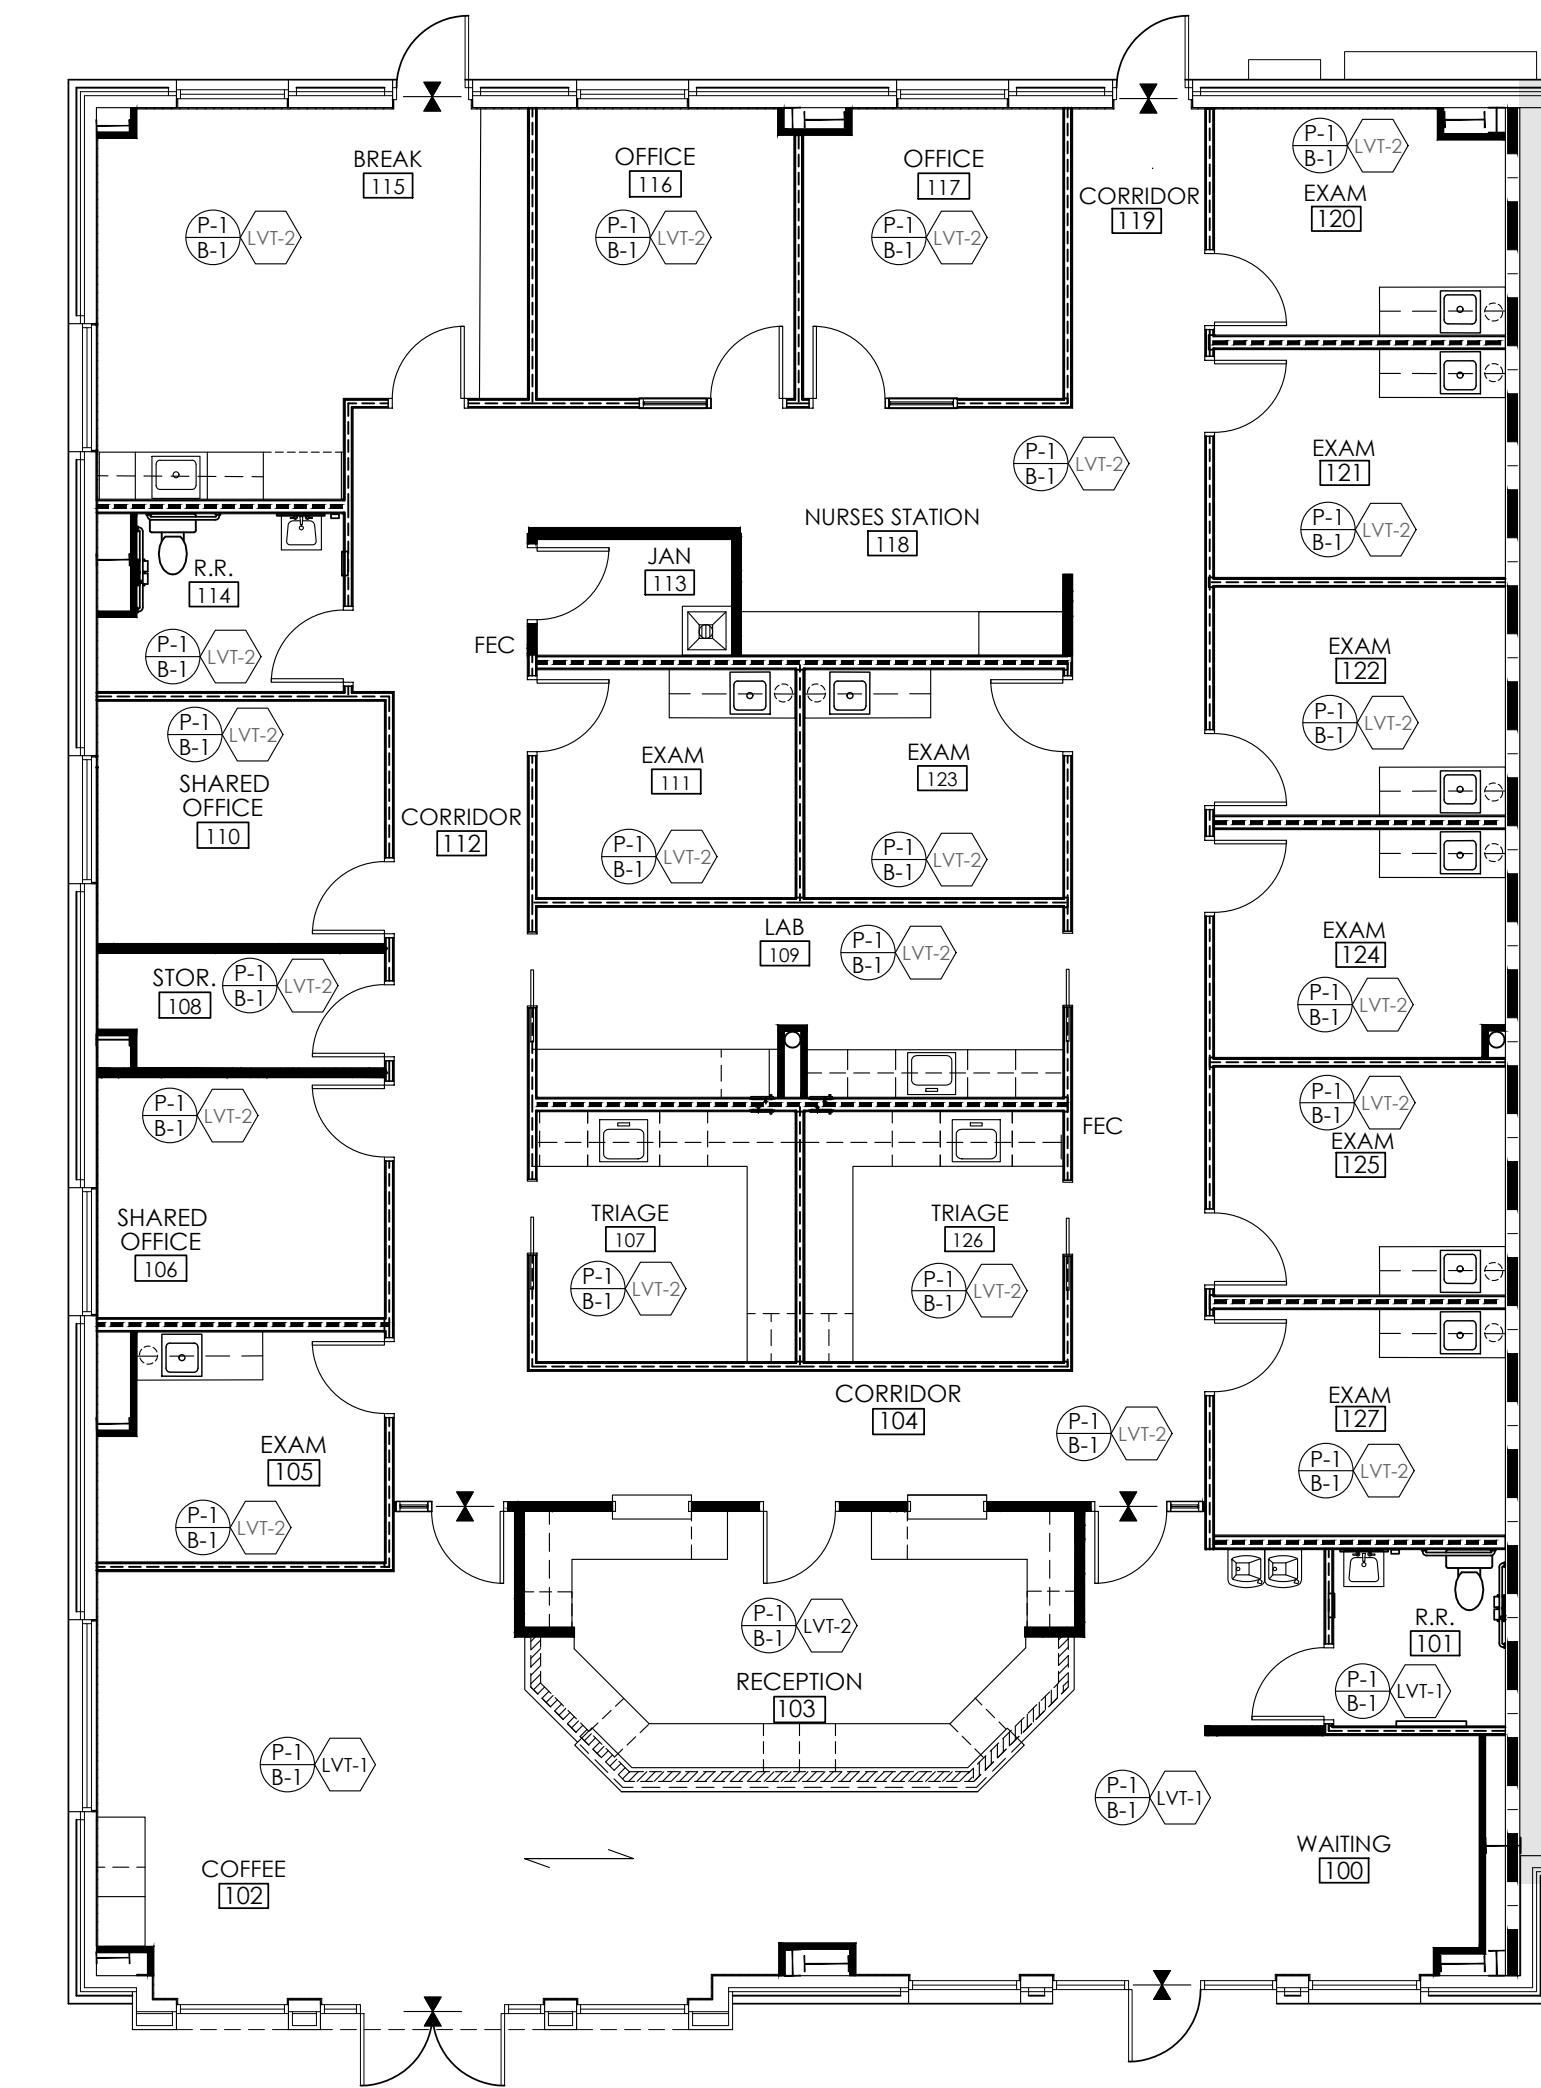 BREAK
115
P-1
B-1
LVT-2
OFFICE
116
P-1
B-1
LVT-2
OFFICE
117
P-1
B-1
LVT-2
CORRIDOR
119
P-1
B-1
LVT-2
EXAM
120
P-1
B-1
LVT-2
NURSES STATION
118
EXAM
121
P-1
B-1
LVT-2
JAN
113
R.R.
114
P-1
B-1
LVT-2
FEC
EXAM
122
P-1
B-1
LVT-2
P-1
B-1
LVT-2
SHARED
OFFICE
110
CORRIDOR
112
EXAM
111
P-1
B-1
LVT-2
EXAM
123
P-1
B-1
LVT-2
LAB
109
P-1
B-1
LVT-2
EXAM
124
P-1
B-1
LVT-2
STOR.
108
P-1
B-1
LVT-2
P-1
B-1
LVT-2
SHARED
OFFICE
106
FEC
P-1
B-1
LVT-2
EXAM
125
TRIAGE
107
P-1
B-1
LVT-2
TRIAGE
126
P-1
B-1
LVT-2
CORRIDOR
104
P-1
B-1
LVT-2
EXAM
127
P-1
B-1
LVT-2
EXAM
105
P-1
B-1
LVT-2
P-1
B-1
LVT-2
RECEPTION
103
R.R.
101
P-1
B-1
LVT-1
P-1
B-1
LVT-1
P-1
B-1
LVT-1
COFFEE
102
WAITING
100